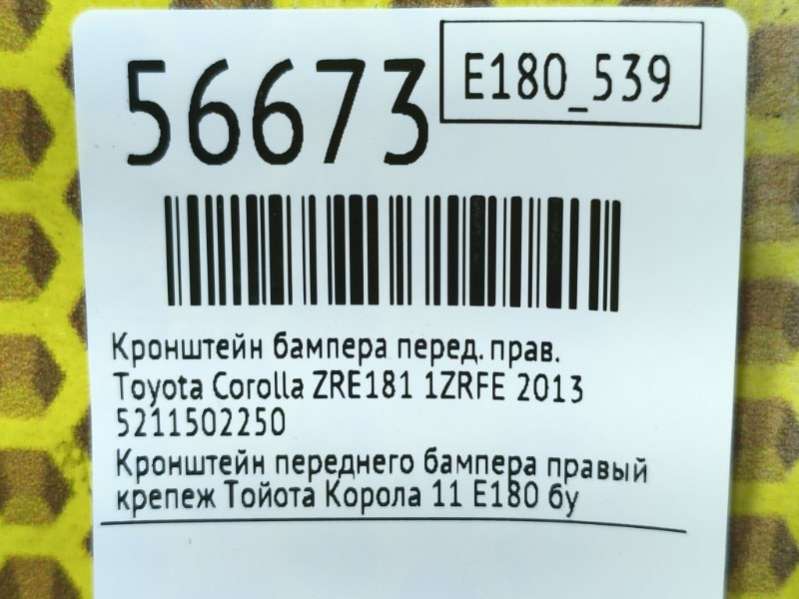 56673
E180_539
Кронштейн бампера перед. прав.
Toyota Corolla ZRE181 1ZRFE 2013
5211502250
Кронштейн переднего бампера правый
крепеж Тойота Корола 11 Е180 бу